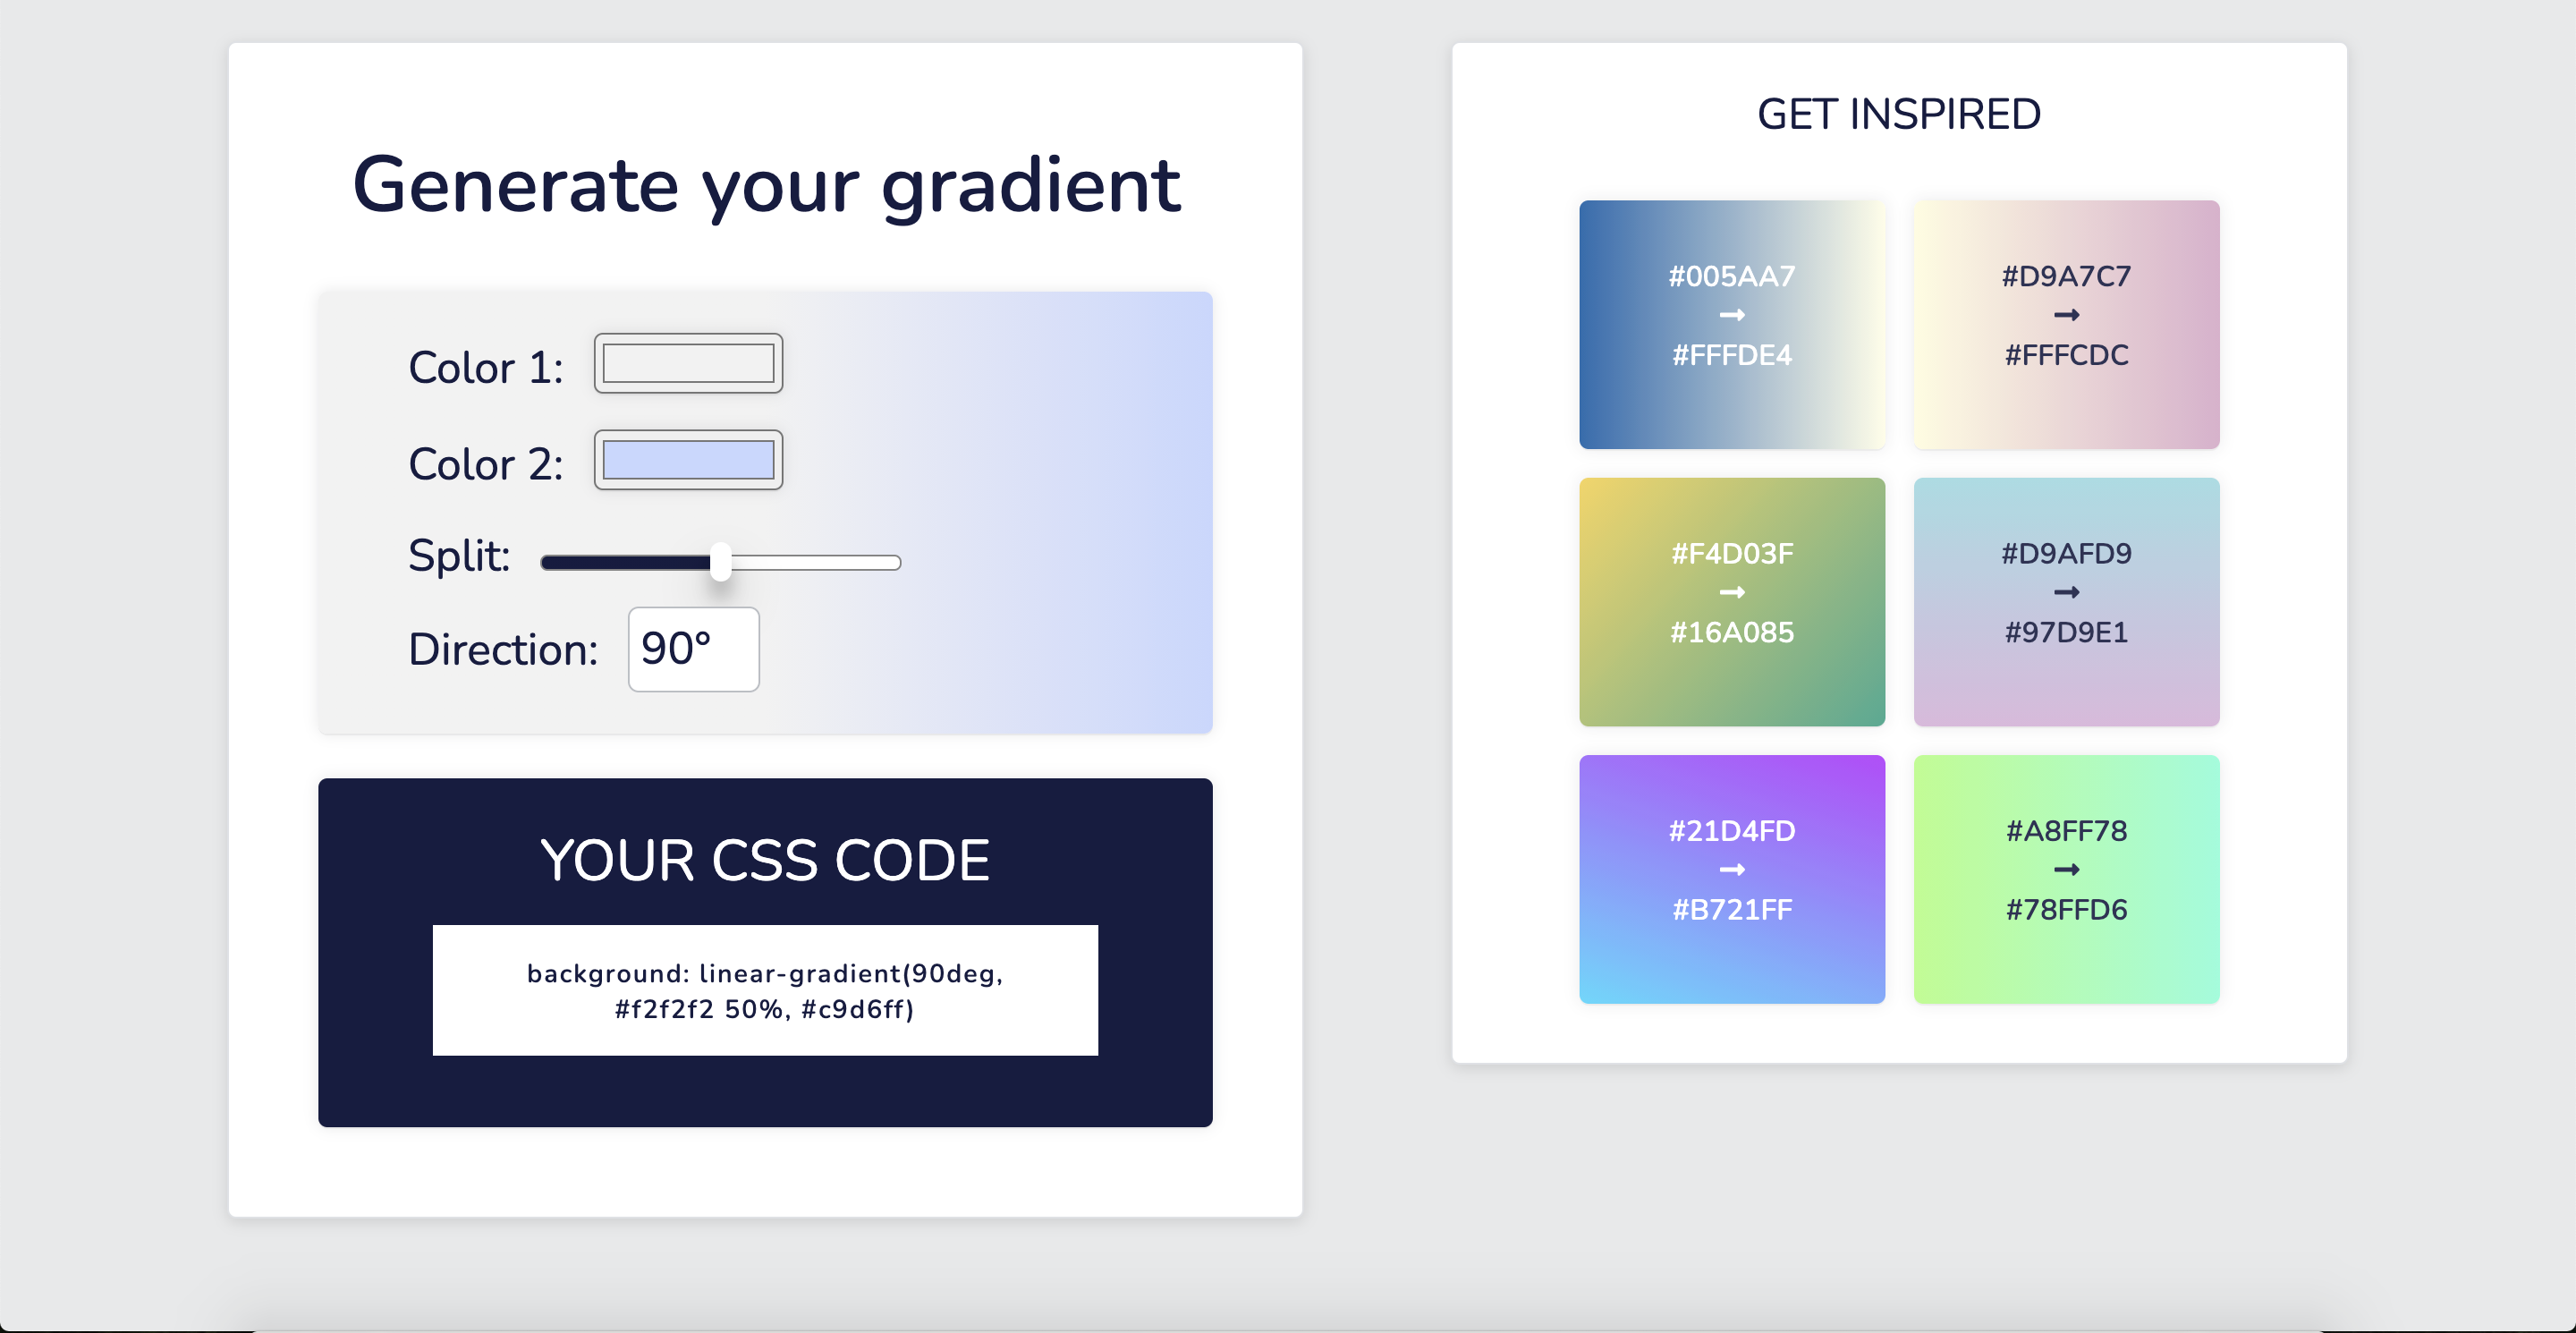 Generate your gradient
Color 1:
Color 2:
Split:
Direction: 90°
YOUR CSS CODE
background: linear-gradient(90deg,
#f2f2f2 50%, #c9d6ff)
GET INSPIRED
#005AA7
→
#FFFDE4
#D9A7C7
→
#FFFCDC
#F4D03F
→
#16A085
#D9AFD9
→
#97D9E1
#21D4FD
→
#B721FF
#A8FF78
→
#78FFD6